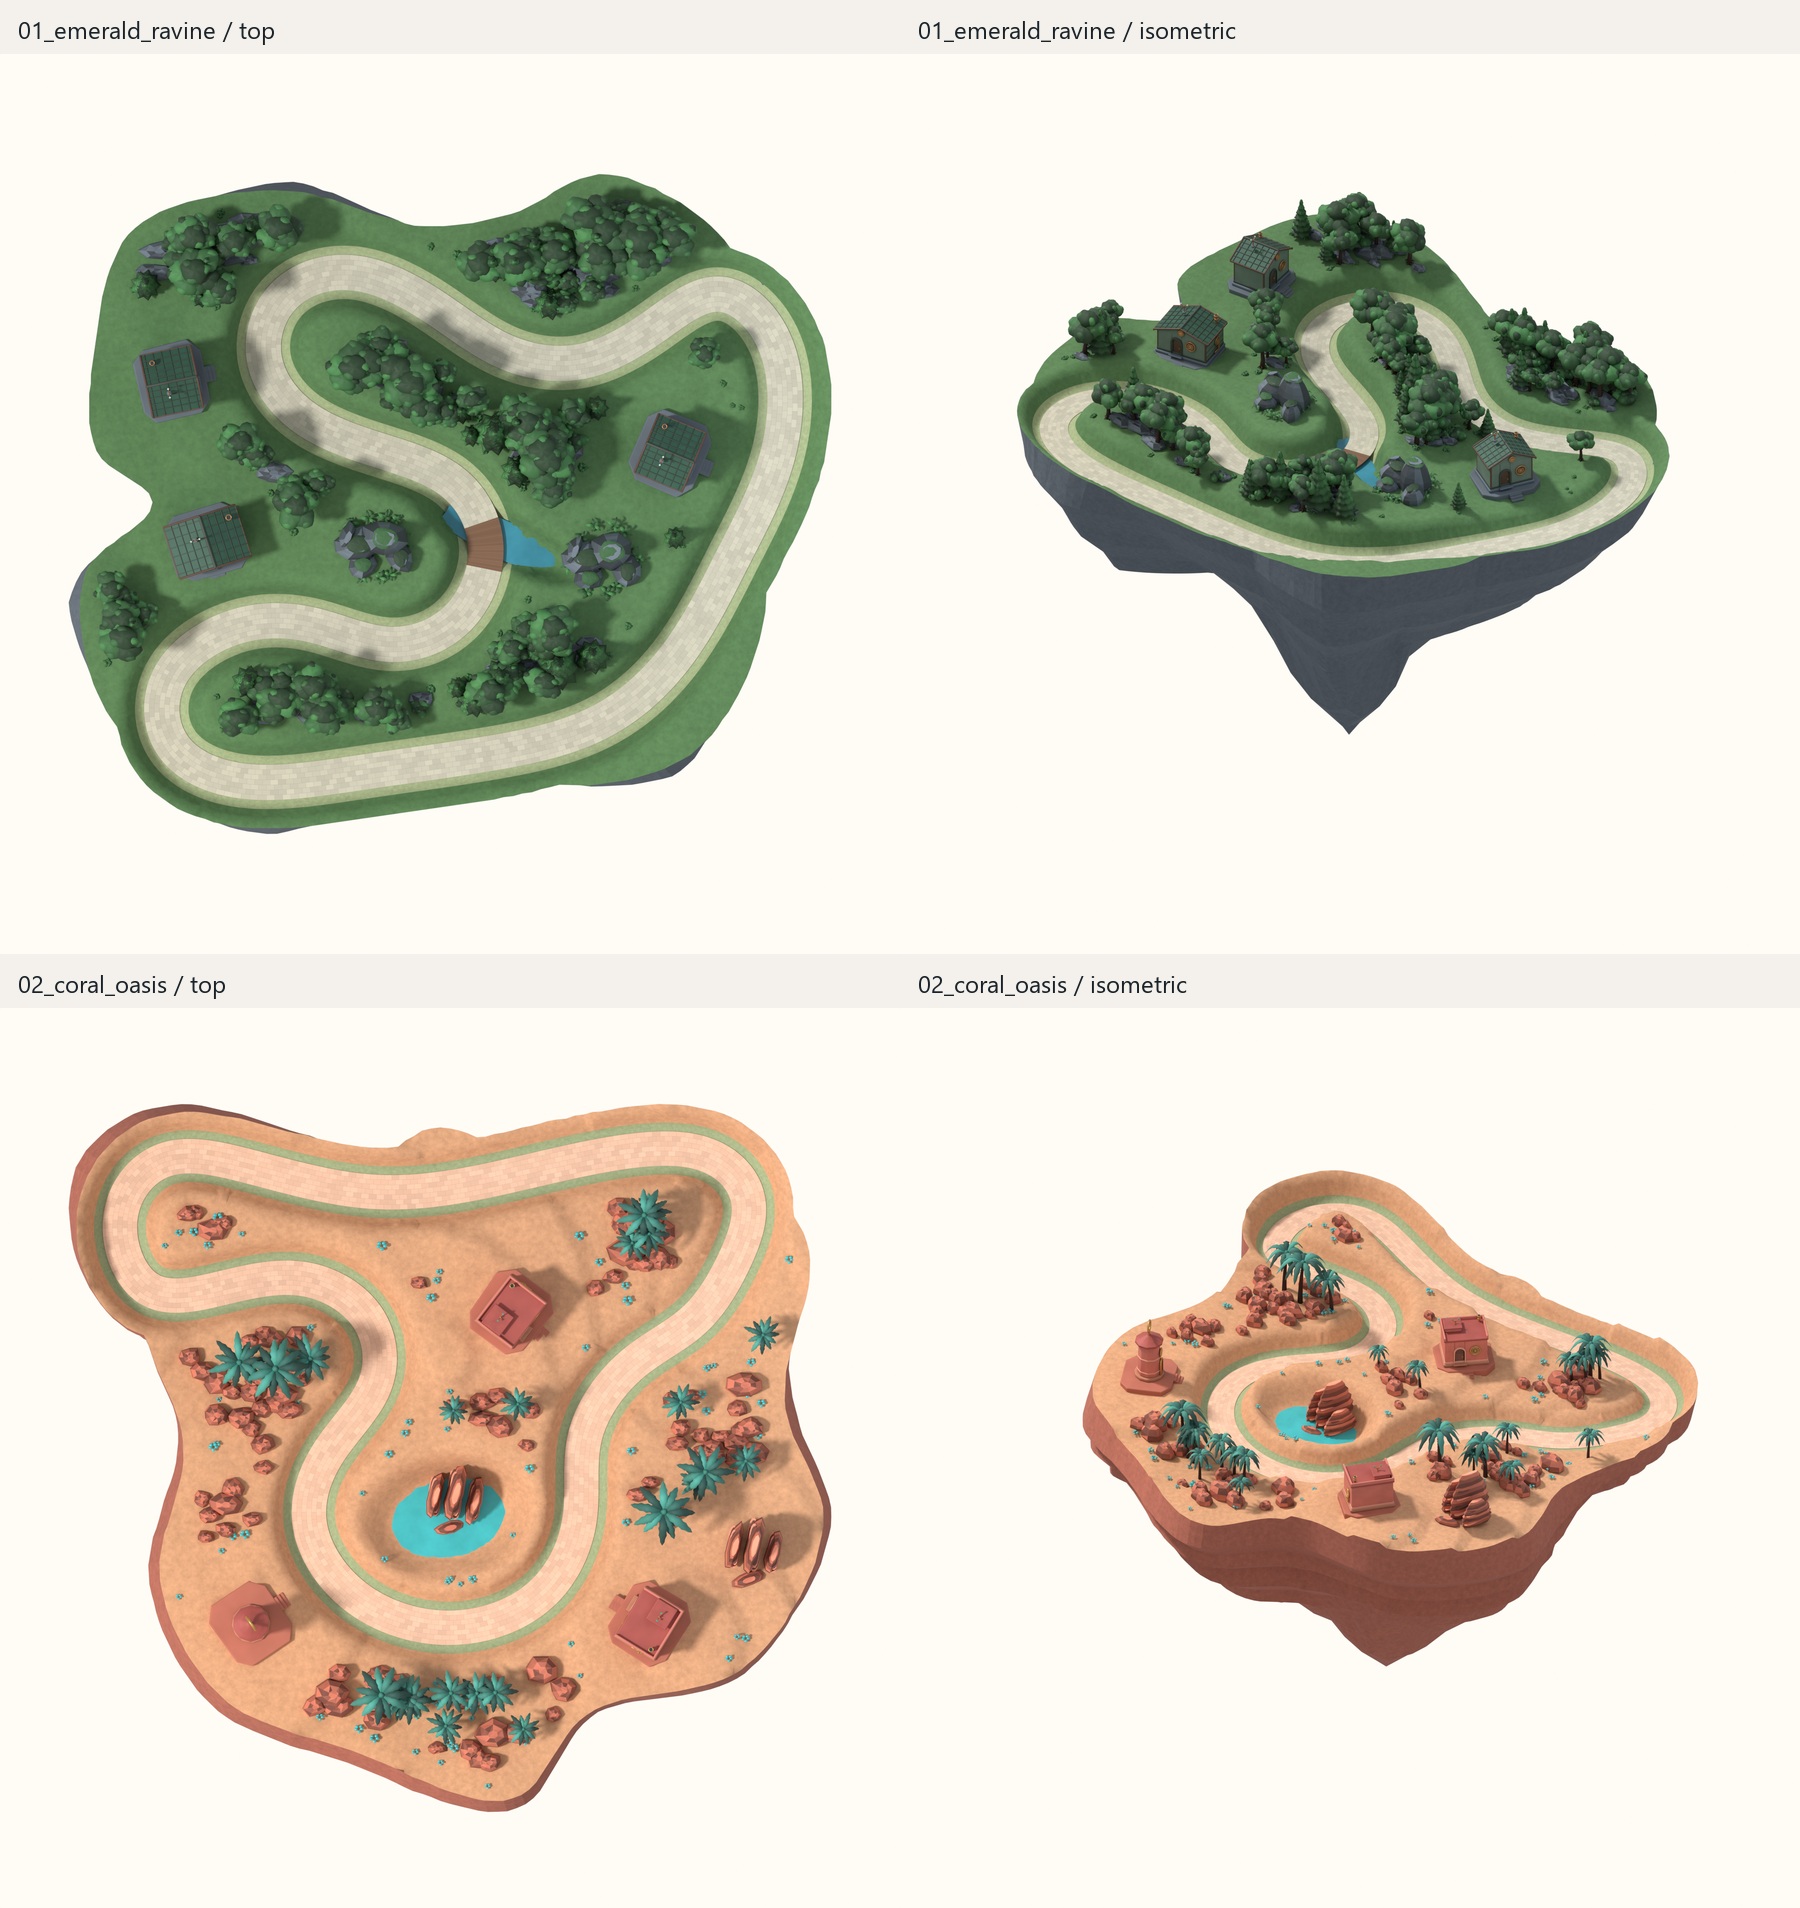 01_emerald_ravine / top
01_emerald_ravine / isometric
02_coral_oasis / top
02_coral_oasis / isometric